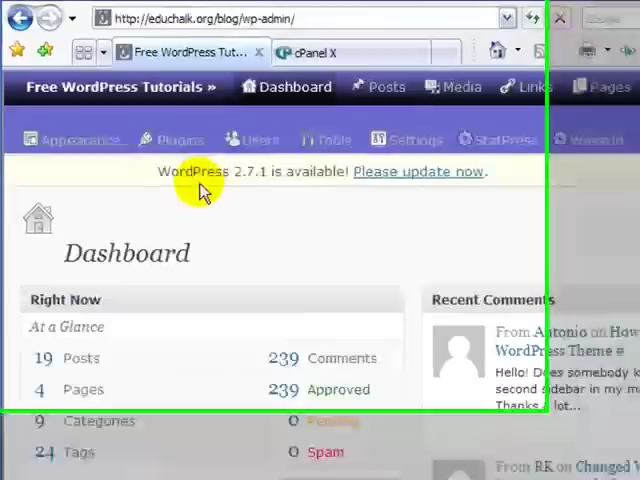 http://educhalk.org/blog/wp-admin/
Free WordPress Tut... cPanel X
Free WordPress Tutorials » Dashboard Posts Media Links Pages
Appearance Plugins Users Tools Settings StatPress
WordPress 2.7.1 is available! Please update now.
Dashboard
Right Now
Recent Comments
At a Glance
19 Posts 239 Comments
4 Pages 239 Approved
9 Categories 0 Pending
24 Tags 0 Spam
From Antonio on How
WordPress Theme #
Hello! Does somebody k
second sidebar in my ma
Thanks a lot...
From RK on Changed W